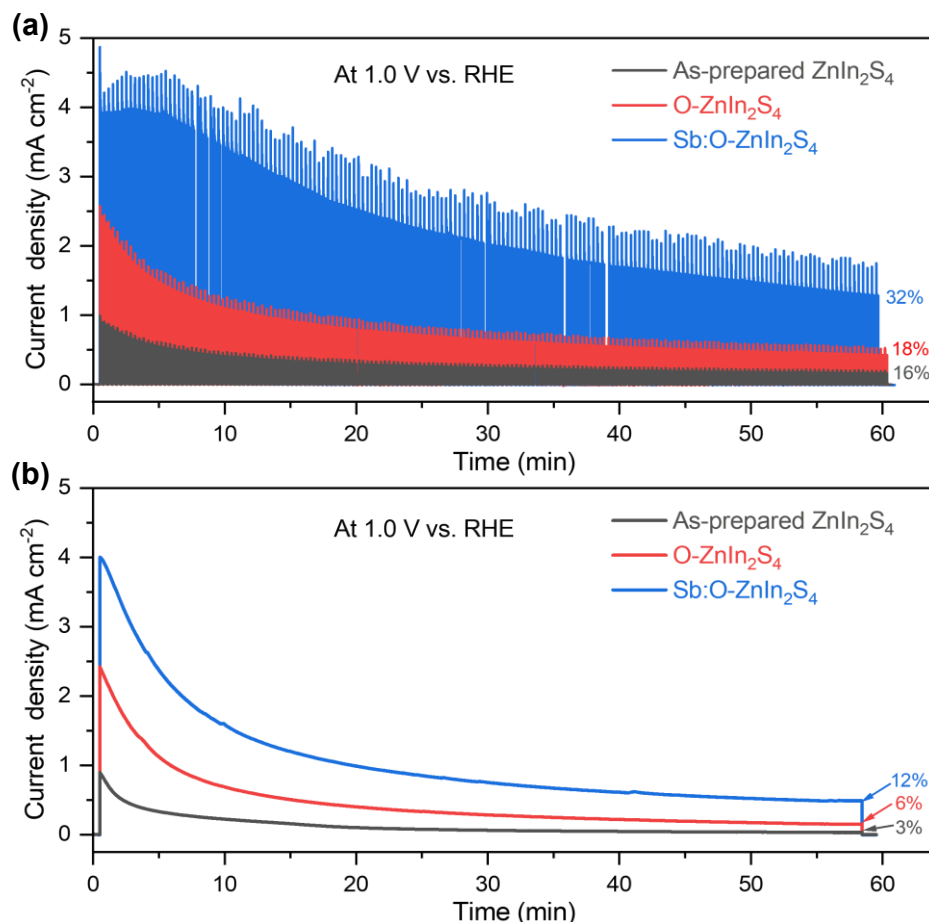 (a)
5
4
3
2
1
0
Current density (mA cm⁻²)
At 1.0 V vs. RHE
As-prepared ZnIn₂S₄
O-ZnIn₂S₄
Sb:O-ZnIn₂S₄
32%
18%
16%
0 10 20 30 40 50 60
Time (min)
(b)
5
4
3
2
1
0
Current density (mA cm⁻²)
At 1.0 V vs. RHE
As-prepared ZnIn₂S₄
O-ZnIn₂S₄
Sb:O-ZnIn₂S₄
12%
6%
3%
0 10 20 30 40 50 60
Time (min)